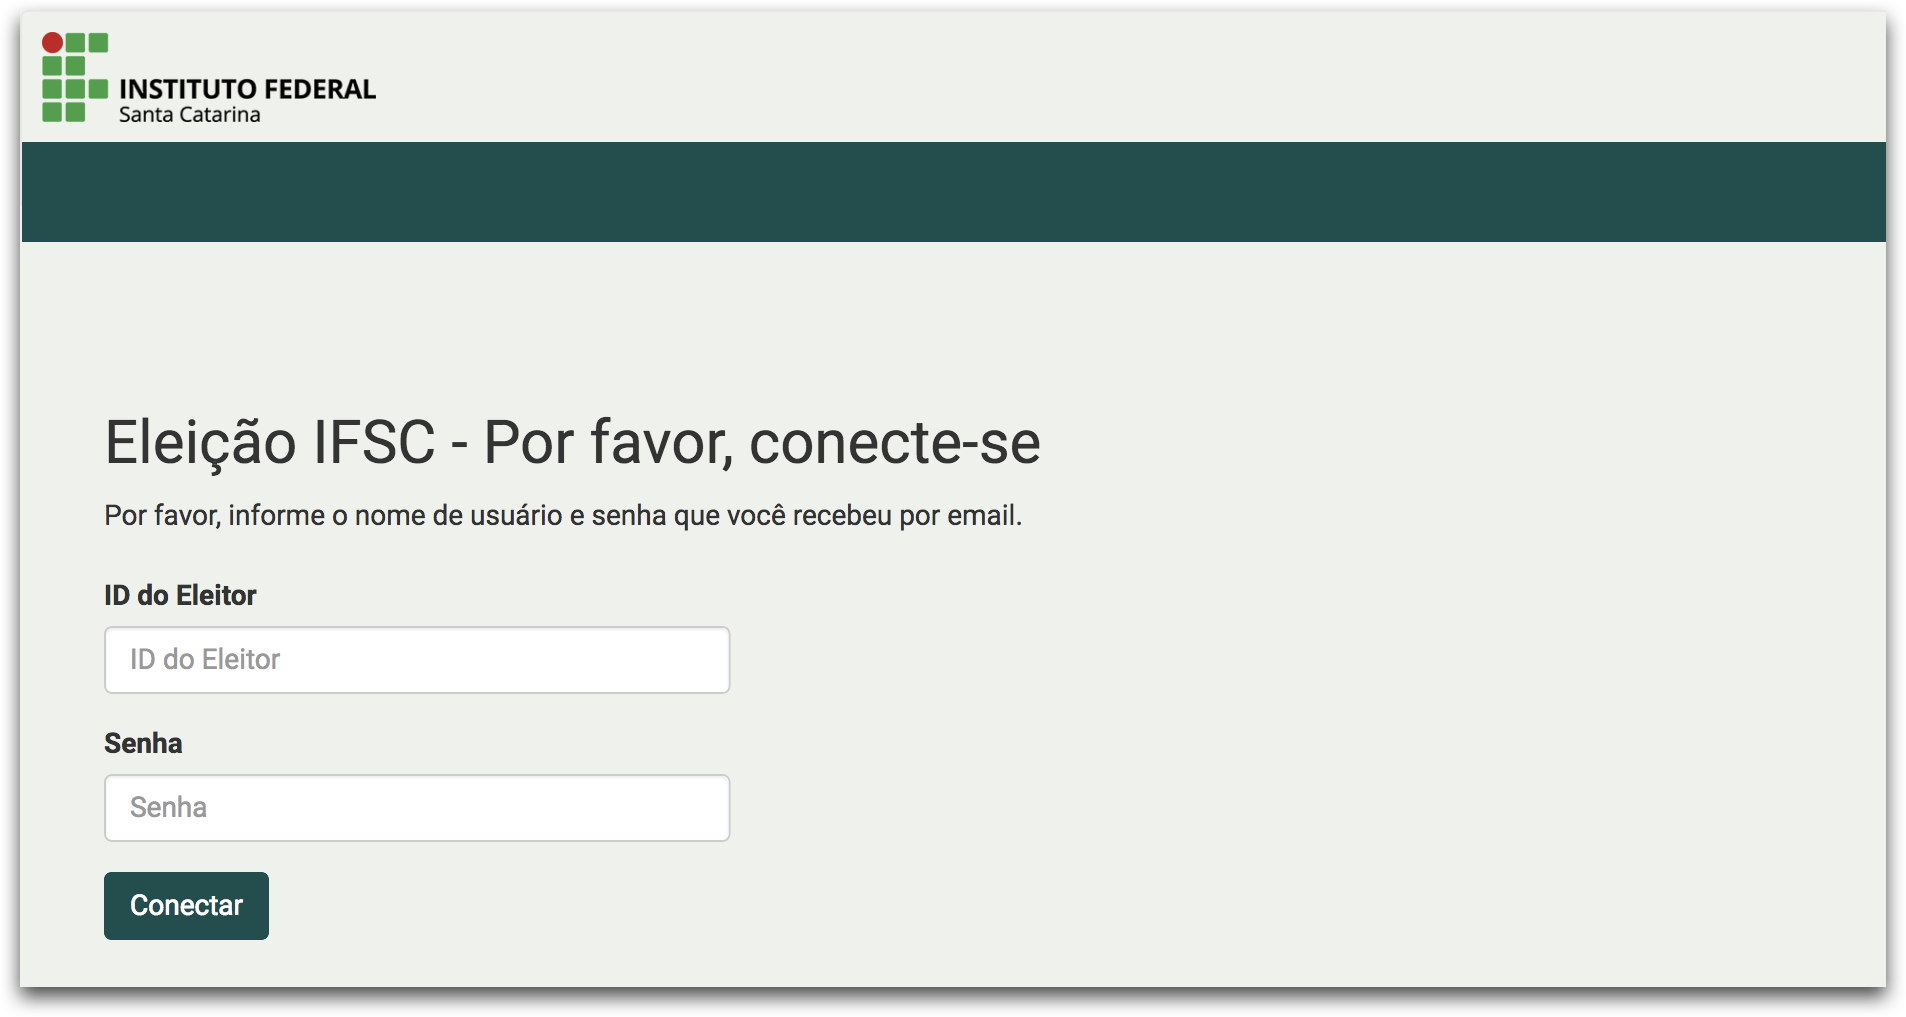 INSTITUTO FEDERAL
Santa Catarina
Eleição IFSC - Por favor, conecte-se
Por favor, informe o nome de usuário e senha que você recebeu por email.
ID do Eleitor
ID do Eleitor
Senha
Senha
Conectar